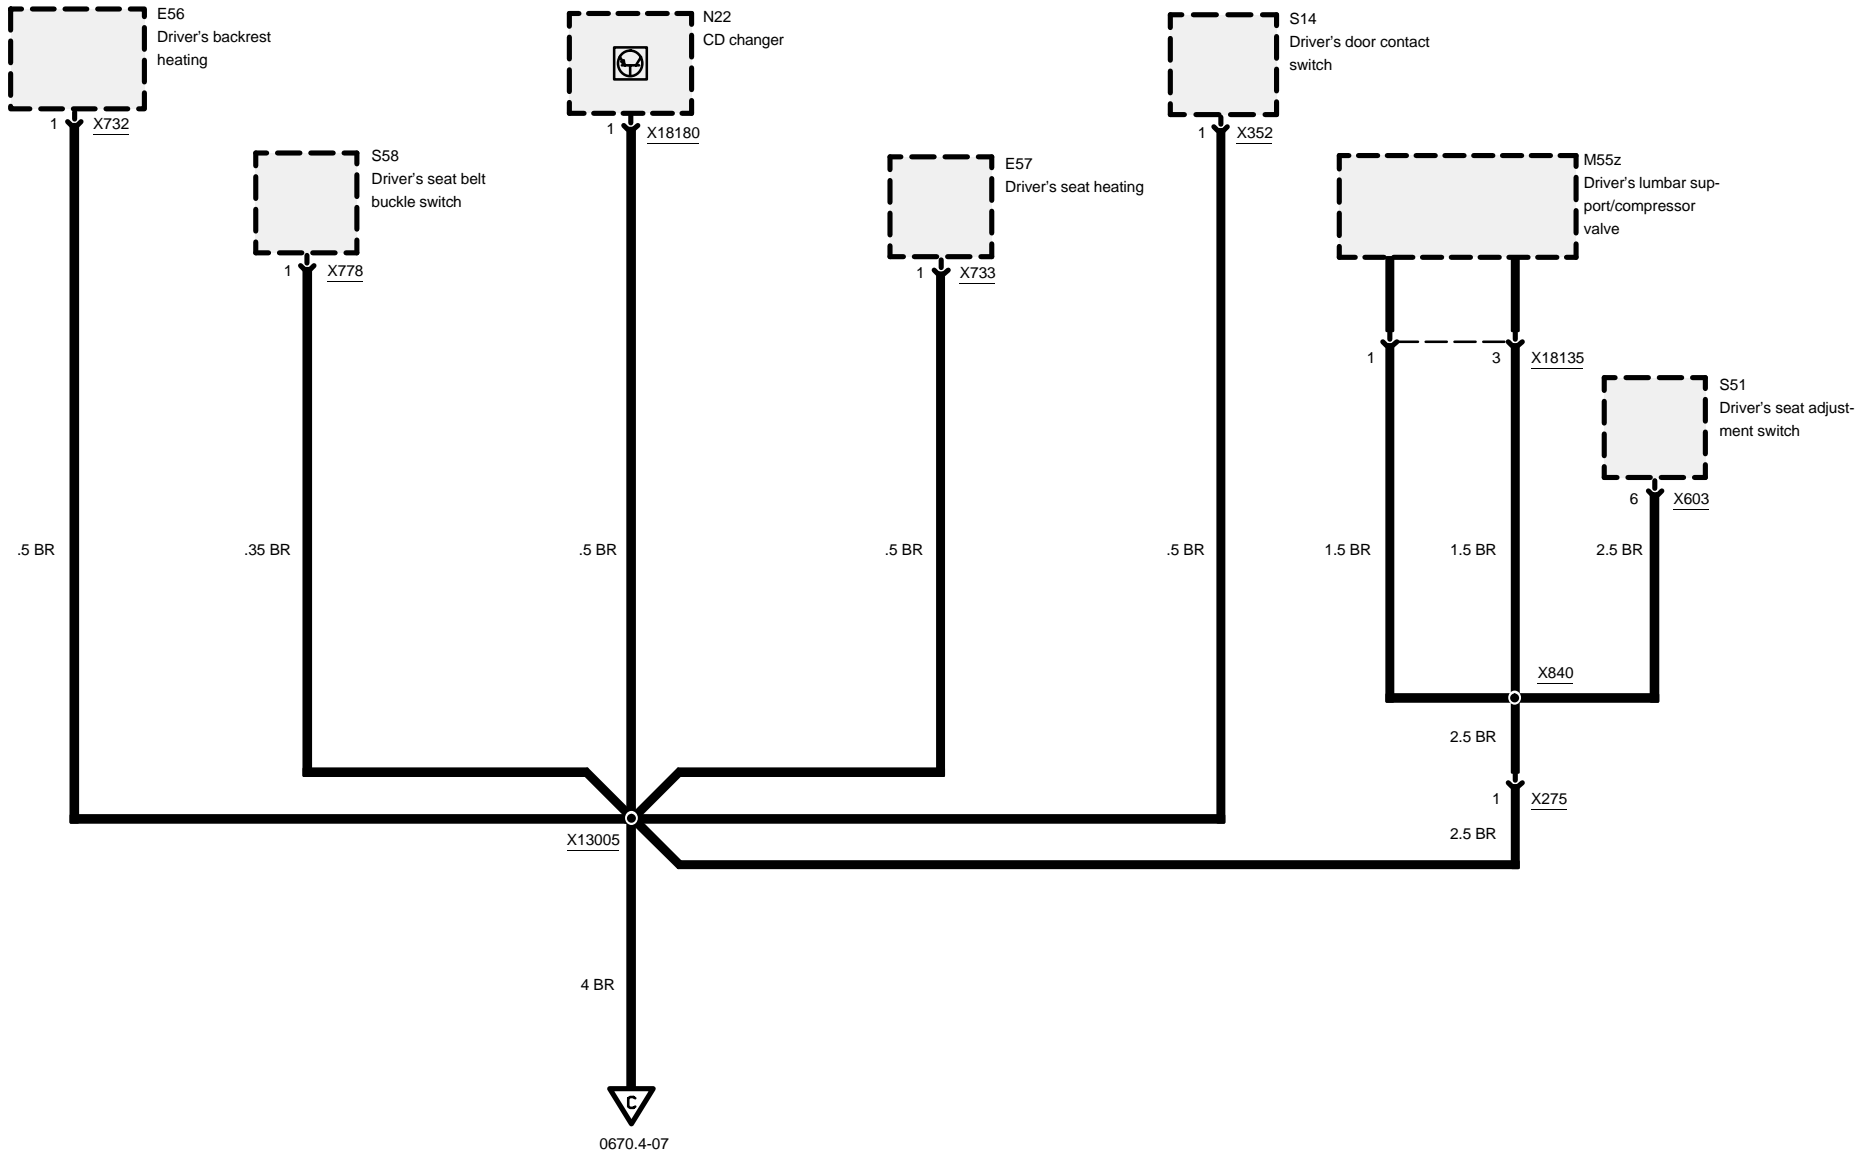 E56
Driver's backrest
heating
N22
CD changer
S14
Driver's door contact
switch
1 X732
1 X18180
1 X352
S58
Driver's seat belt
buckle switch
E57
Driver's seat heating
M55z
Driver's lumbar sup-
port/compressor
valve
1 X778
1 X733
1 3 X18135
S51
Driver's seat adjust-
ment switch
6 X603
.5 BR .35 BR .5 BR .5 BR .5 BR 1.5 BR 1.5 BR 2.5 BR
X840
2.5 BR
1 X275
2.5 BR
X13005
4 BR
C
0670.4-07